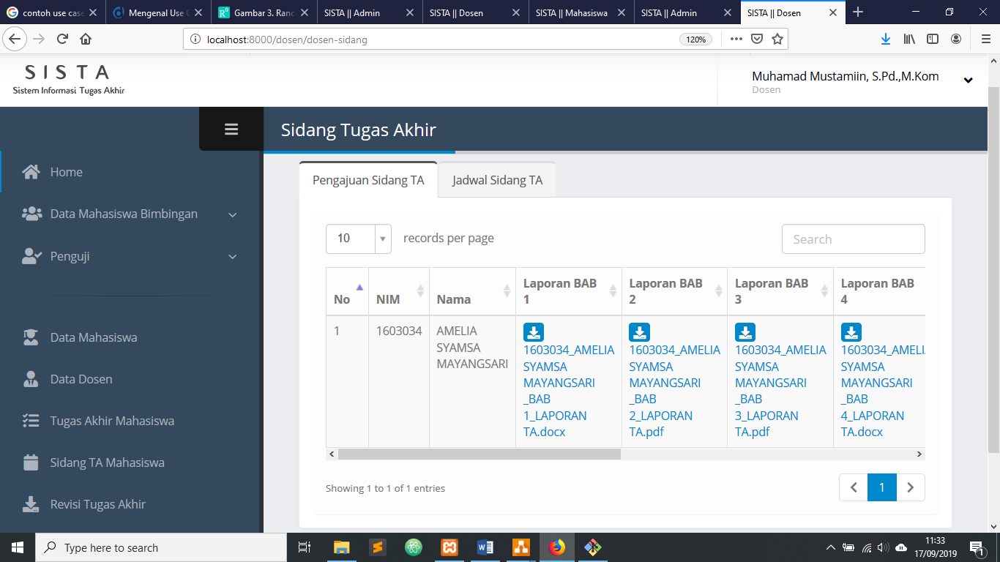 contoh use case
Mengenal Use C
Gambar 3. Ranc
SISTA || Admin
SISTA || Dosen
SISTA || Mahasiswa
SISTA || Admin
SISTA || Dosen
localhost:8000/dosen/dosen-sidang
120%
SISTA
Sistem Informasi Tugas Akhir
Muhamad Mustamiin, S.Pd.,M.Kom
Dosen
Sidang Tugas Akhir
Home
Data Mahasiswa Bimbingan
Penguji
Data Mahasiswa
Data Dosen
Tugas Akhir Mahasiswa
Sidang TA Mahasiswa
Revisi Tugas Akhir
Pengajuan Sidang TA
Jadwal Sidang TA
10
records per page
Search
No
NIM
Nama
Laporan BAB
1
Laporan BAB
2
Laporan BAB
3
Laporan BAB
4
1
1603034
AMELIA
SYAMSA
MAYANGSARI
1603034_AMELIA
SYAMSA
MAYANGSARI
_BAB
1_LAPORAN
TA.docx
1603034_AMELIA
SYAMSA
MAYANGSARI
_BAB
2_LAPORAN
TA.pdf
1603034_AMELIA
SYAMSA
MAYANGSARI
_BAB
3_LAPORAN
TA.pdf
1603034_AMELI
SYAMSA
MAYANGSARI
_BAB
4_LAPORAN
TA.docx
Showing 1 to 1 of 1 entries
1
Type here to search
11:33
17/09/2019
1